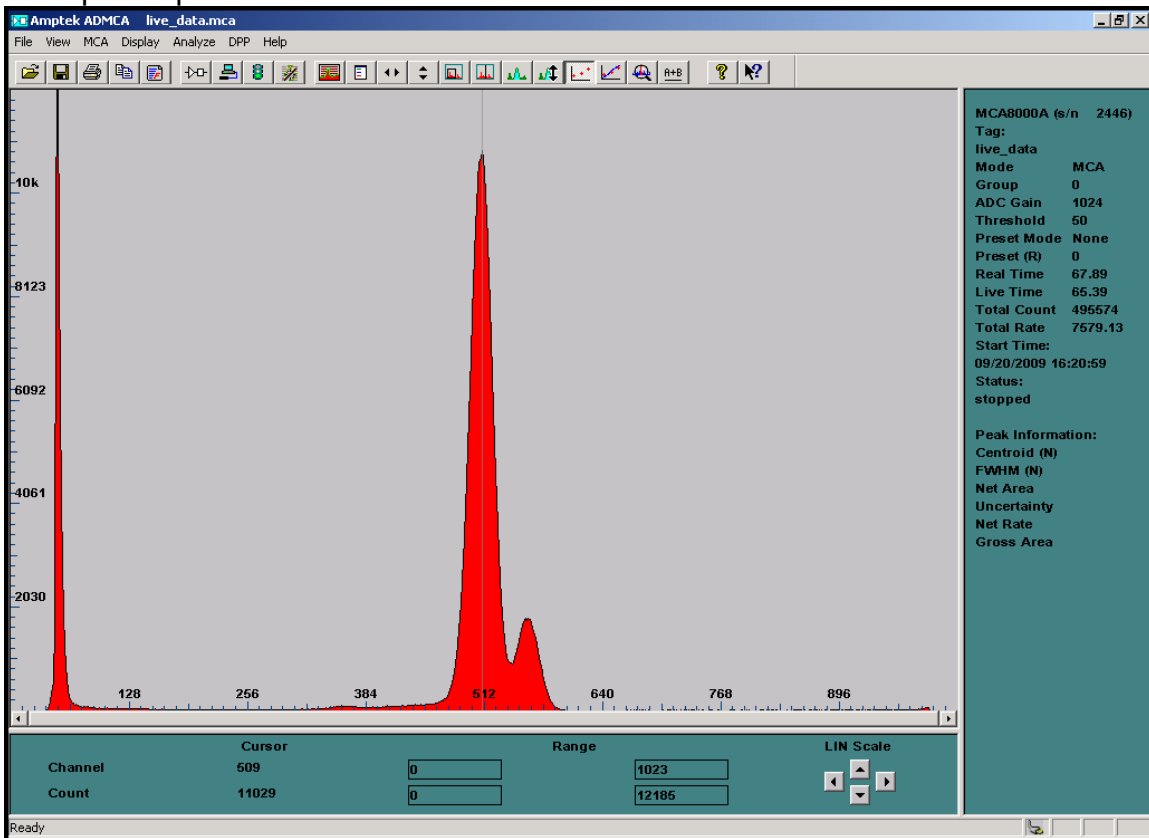 Amptek ADMCA live_data.mca
File View MCA Display Analyze DPP Help
A+B
10k
8123
6092
4061
2030
128 256 384 512 640 768 896
MCA8000A (s/n 2446)
Tag:
live_data
Mode MCA
Group 0
ADC Gain 1024
Threshold 50
Preset Mode None
Preset (R) 0
Real Time 67.89
Live Time 65.39
Total Count 495574
Total Rate 7579.13
Start Time:
09/20/2009 16:20:59
Status:
stopped
Peak Information:
Centroid (N)
FWHM (N)
Net Area
Uncertainty
Net Rate
Gross Area
Cursor Range LIN Scale
Channel 509 0 1023
Count 11029 0 12185
Ready